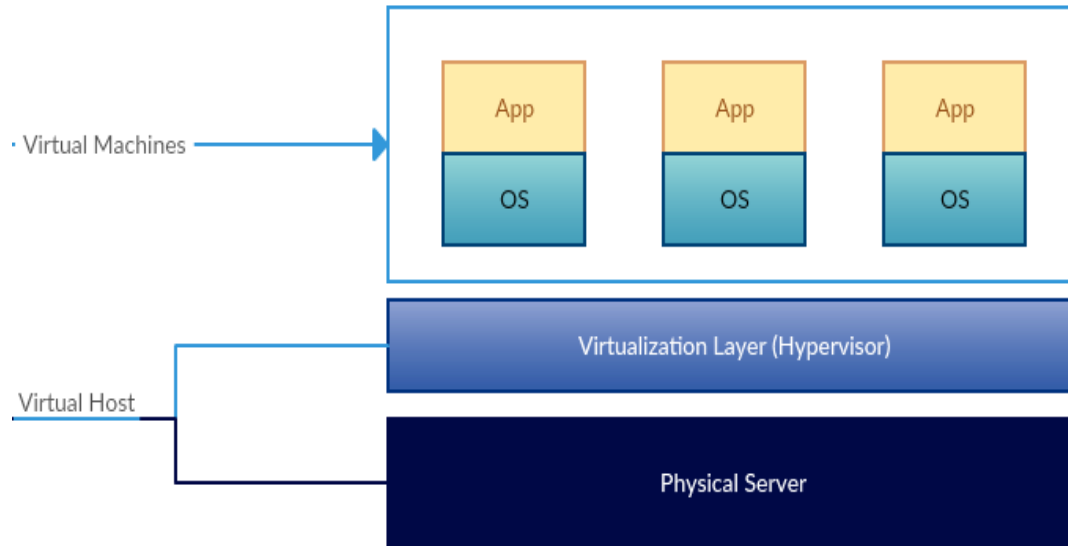 App
App
App
Virtual Machines
OS
OS
OS
Virtualization Layer (Hypervisor)
Virtual Host
Physical Server